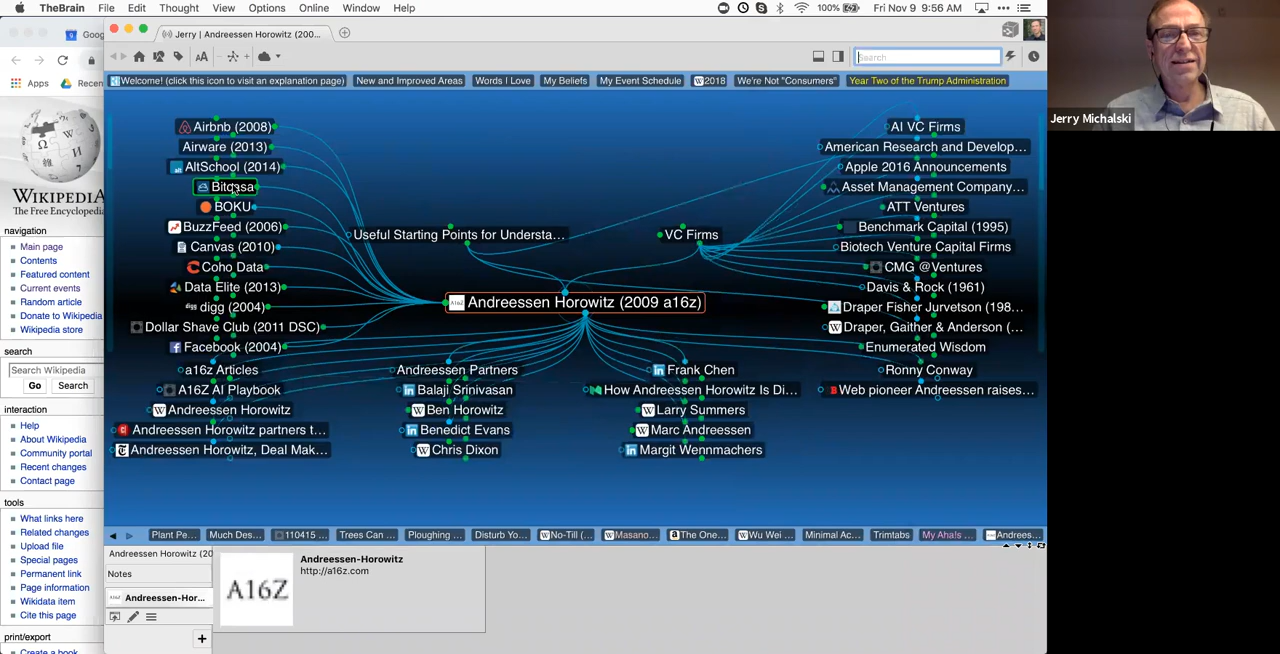 TheBrain File Edit Thought View Options Online Window Help 100% Fri Nov 9 9:56 AM
Goog
Jerry | Andreesen Horowitz (200...
AA Search
Apps Recen
Welcome! (click this icon to visit an explanation page) New and Improved Areas Words I Love My Beliefs My Event Schedule 2018 We're Not "Consumers" Year Two of the Trump Administration
Jerry Michalski
WIKIPEDIA
The Free Encyclopedia
navigation
Main page
Contents
Featured content
Current events
Random article
Donate to Wikipedia
Wikipedia store
search
Search Wikipedia
Go Search
interaction
Help
About Wikipedia
Community portal
Recent changes
Contact page
tools
What links here
Related changes
Upload file
Special pages
Permanent link
Page information
Wikidata item
Cite this page
print/export
Create a book
Airbnb (2008)
Airware (2013)
AltSchool (2014)
Bitcasa
BOKU
BuzzFeed (2006)
Canvas (2010)
Coho Data
Data Elite (2013)
digg (2004)
Dollar Shave Club (2011 DSC)
Facebook (2004)
Useful Starting Points for Understa...
VC Firms
Andreessen Horowitz (2009 a16z)
AI VC Firms
American Research and Develop...
Apple 2016 Announcements
Asset Management Company...
ATT Ventures
Benchmark Capital (1995)
Biotech Venture Capital Firms
CMG @Ventures
Davis & Rock (1961)
Draper Fisher Jurvetson (198...
Draper, Gaither & Anderson (...
Enumerated Wisdom
a16z Articles
A16Z AI Playbook
Andreessen Horowitz
Andreessen Horowitz partners t...
Andreessen Horowitz, Deal Mak...
Andreessen Partners
Balaji Srinivasan
Ben Horowitz
Benedict Evans
Chris Dixon
Frank Chen
How Andreessen Horowitz Is Di...
Larry Summers
Marc Andreessen
Margit Wennmachers
Ronny Conway
Web pioneer Andreessen raises...
Plant Pe... Much Des... 110415 ... Trees Can ... Ploughing ... Disturb Yo... No-Till (... Masano... The One... Wu Wei ... Minimal Ac... Trimtabs My Aha!s ... Andrees...
Andreessen Horowitz (20
Notes
Andreessen-Hor...
A16Z
Andreessen-Horowitz
http://a16z.com